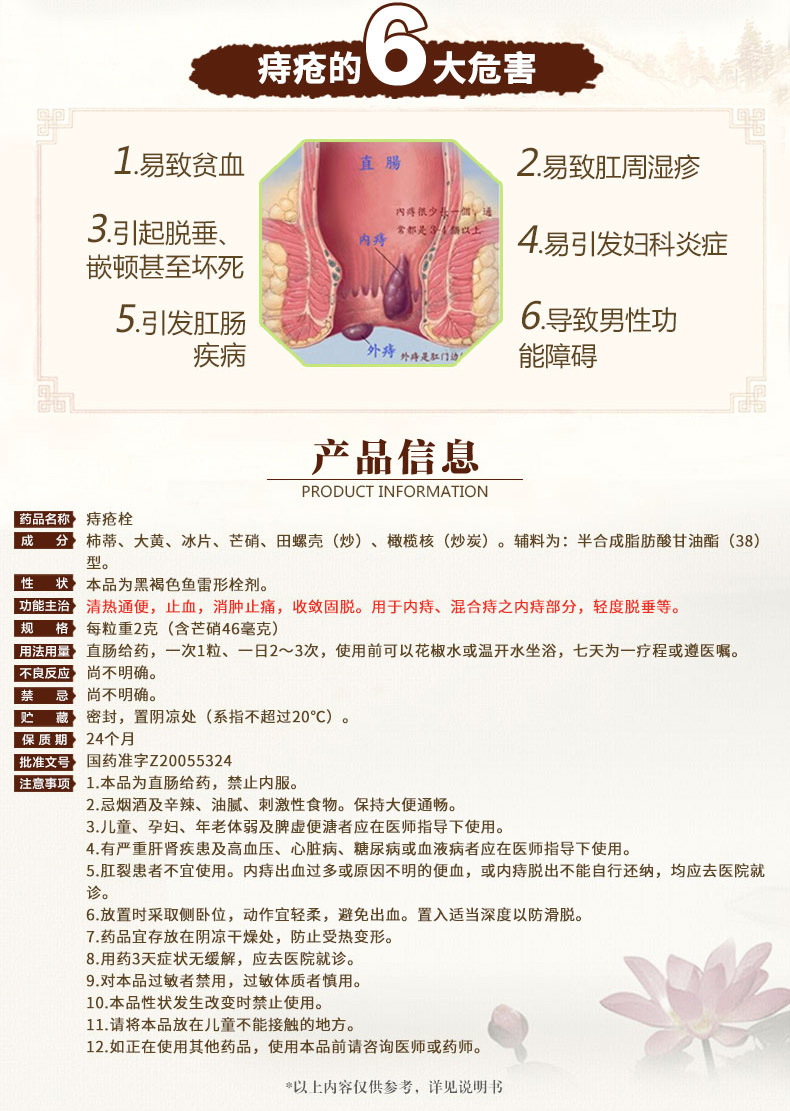 痔疮的6大危害
1.易致贫血
2.易致肛周湿疹
3.引起脱垂、
嵌顿甚至坏死
4.易引发妇科炎症
5.引发肛肠
疾病
6.导致男性功
能障碍
直腸
内痔很少長一個,通
常都是3-4個以上
内痔
外痔
外痔是肛门边
产品信息
PRODUCT INFORMATION
药品名称 痔疮栓
成分 柿蒂、大黄、冰片、芒硝、田螺壳（炒）、橄榄核（炒炭）。辅料为：半合成脂肪酸甘油酯（38）
型。
性状 本品为黑褐色鱼雷形栓剂。
功能主治 清热通便，止血，消肿止痛，收敛固脱。用于内痔、混合痔之内痔部分，轻度脱垂等。
规格 每粒重2克（含芒硝46毫克）
用法用量 直肠给药，一次1粒、一日2～3次，使用前可以花椒水或温开水坐浴，七天为一疗程或遵医嘱。
不良反应 尚不明确。
禁忌 尚不明确。
贮藏 密封，置阴凉处（系指不超过20℃）。
保质期 24个月
批准文号 国药准字Z20055324
注意事项 1.本品为直肠给药，禁止内服。
2.忌烟酒及辛辣、油腻、刺激性食物。保持大便通畅。
3.儿童、孕妇、年老体弱及脾虚便溏者应在医师指导下使用。
4.有严重肝肾疾患及高血压、心脏病、糖尿病或血液病者应在医师指导下使用。
5.肛裂患者不宜使用。内痔出血过多或原因不明的便血，或内痔脱出不能自行还纳，均应去医院就
诊。
6.放置时采取侧卧位，动作宜轻柔，避免出血。置入适当深度以防滑脱。
7.药品宜存放在阴凉干燥处，防止受热变形。
8.用药3天症状无缓解，应去医院就诊。
9.对本品过敏者禁用，过敏体质者慎用。
10.本品性状发生改变时禁止使用。
11.请将本品放在儿童不能接触的地方。
12.如正在使用其他药品，使用本品前请咨询医师或药师。
*以上内容仅供参考，详见说明书